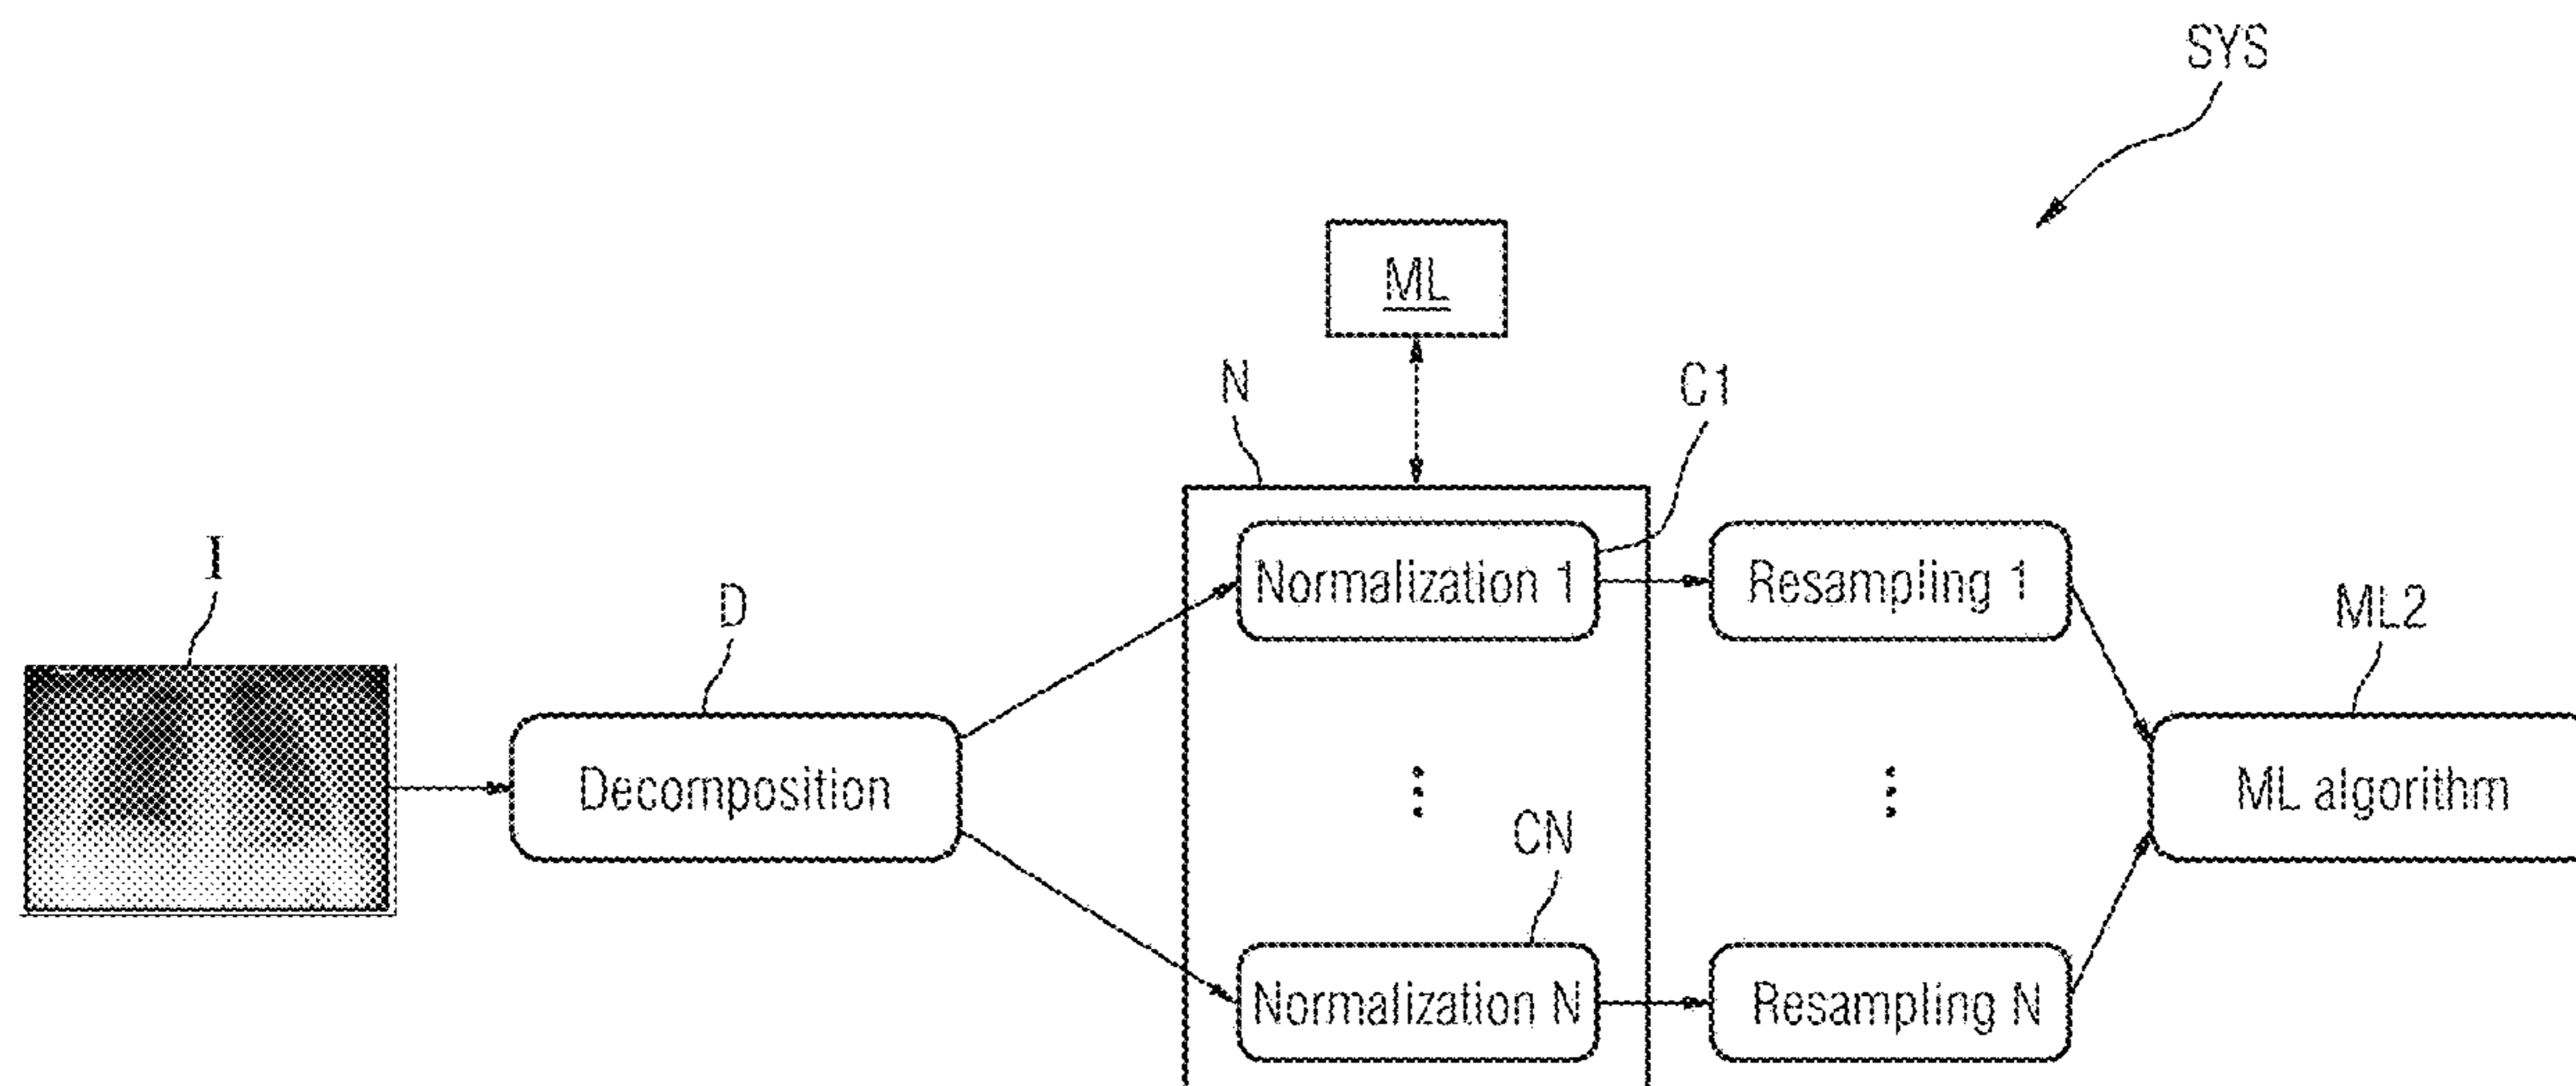 SYS
ML
N
C1
I
D
Normalization 1
Resampling 1
ML2
Decomposition
ML algorithm
CN
Normalization N
Resampling N